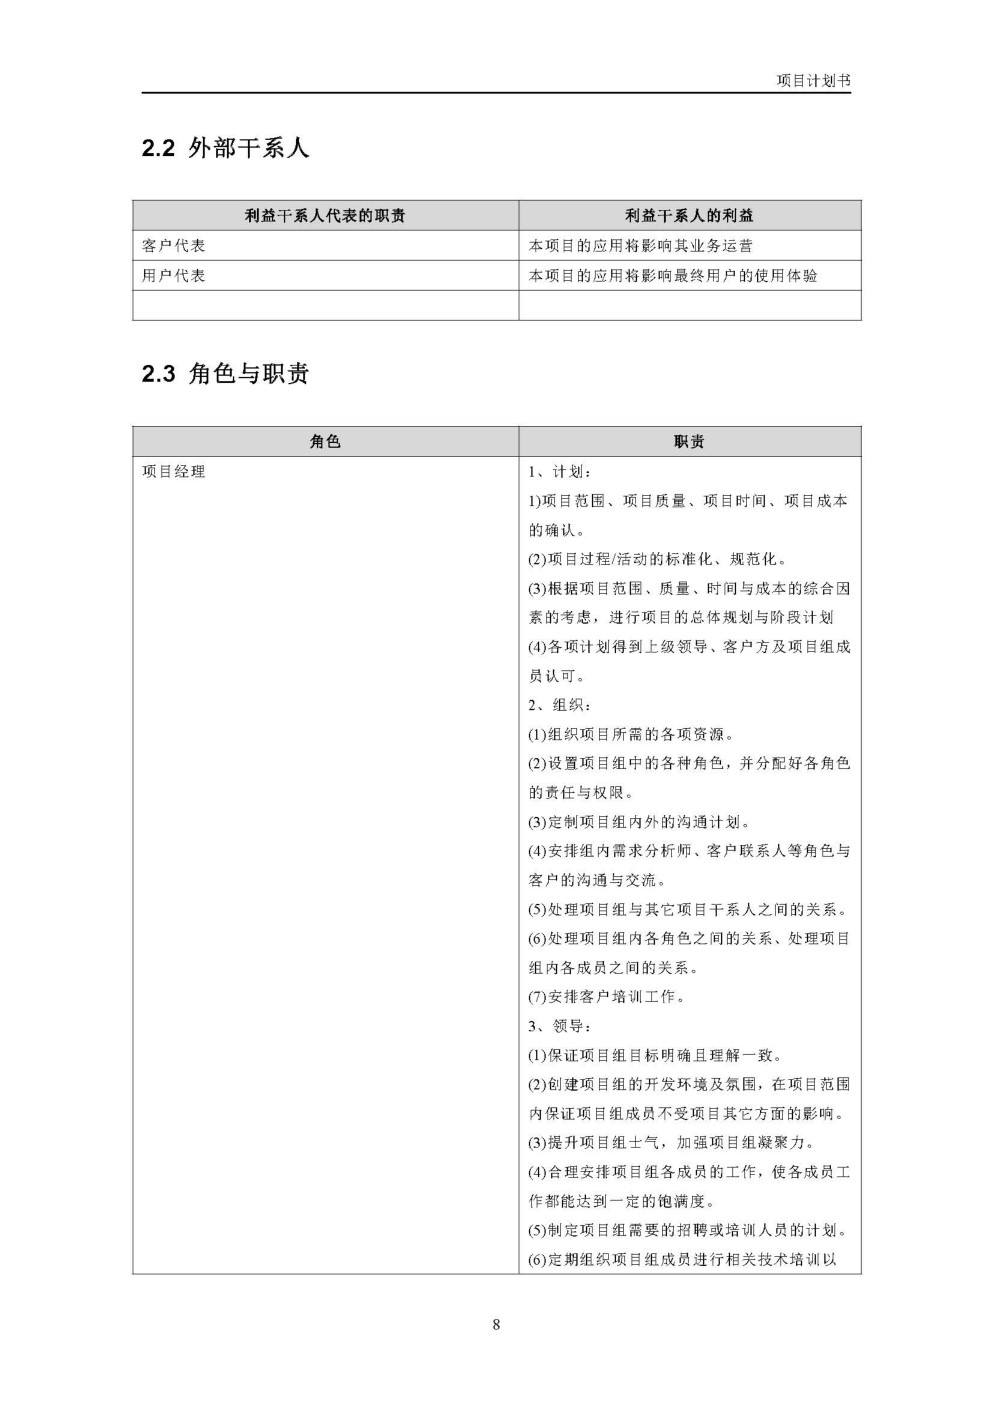 项目计划书
2.2 外部干系人
利益干系人代表的职责 利益干系人的利益
客户代表 本项目的应用将影响其业务运营
用户代表 本项目的应用将影响最终用户的使用体验
2.3 角色与职责
角色 职责
项目经理 1、计划：
1)项目范围、项目质量、项目时间、项目成本
的确认。
(2)项目过程/活动的标准化、规范化。
(3)根据项目范围、质量、时间与成本的综合因
素的考虑，进行项目的总体规划与阶段计划
(4)各项计划得到上级领导、客户方及项目组成
员认可。
2、组织：
(1)组织项目所需的各项资源。
(2)设置项目组中的各种角色，并分配好各角色
的责任与权限。
(3)定制项目组内外的沟通计划。
(4)安排组内需求分析师、客户联系人等角色与
客户的沟通与交流。
(5)处理项目组与其它项目干系人之间的关系。
(6)处理项目组内各角色之间的关系、处理项目
组内各成员之间的关系。
(7)安排客户培训工作。
3、领导：
(1)保证项目组目标明确且理解一致。
(2)创建项目组的开发环境及氛围，在项目范围
内保证项目组成员不受项目其它方面的影响。
(3)提升项目组士气，加强项目组凝聚力。
(4)合理安排项目组各成员的工作，使各成员工
作都能达到一定的饱满度。
(5)制定项目组需要的招聘或培训人员的计划。
(6)定期组织项目组成员进行相关技术培训以
8